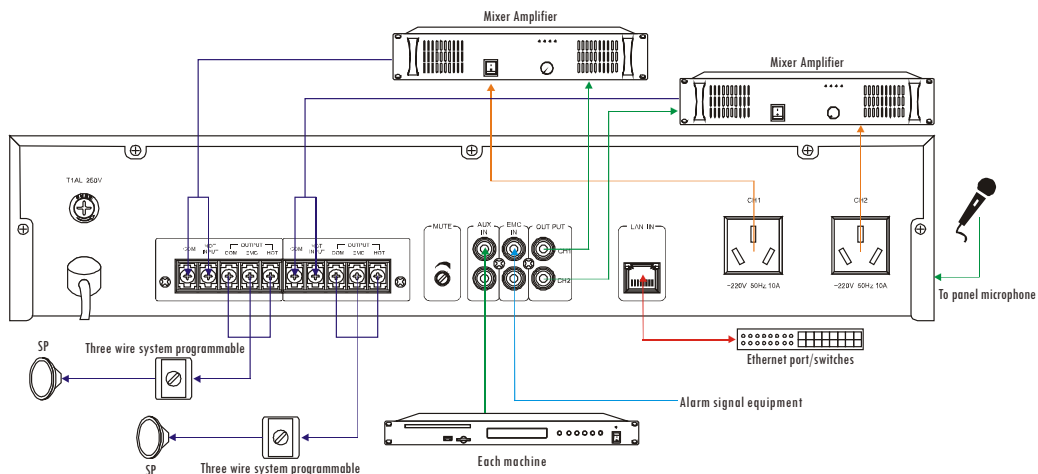 Mixer Amplifier
Mixer Amplifier
T1AL 250V
COM
HOT
INPUT
OUTPUT
COM EMC HOT
COM
HOT
INPUT
OUTPUT
COM EMC HOT
MUTE
AUX
IN
EMC
IN
OUT PUT
CH1
CH2
LAN IIN
CH1
CH2
~220V 50Hz 10A
~220V 50Hz 10A
To panel microphone
SP
Three wire system programmable
Ethernet port/switches
Alarm signal equipment
SP
Three wire system programmable
Each machine